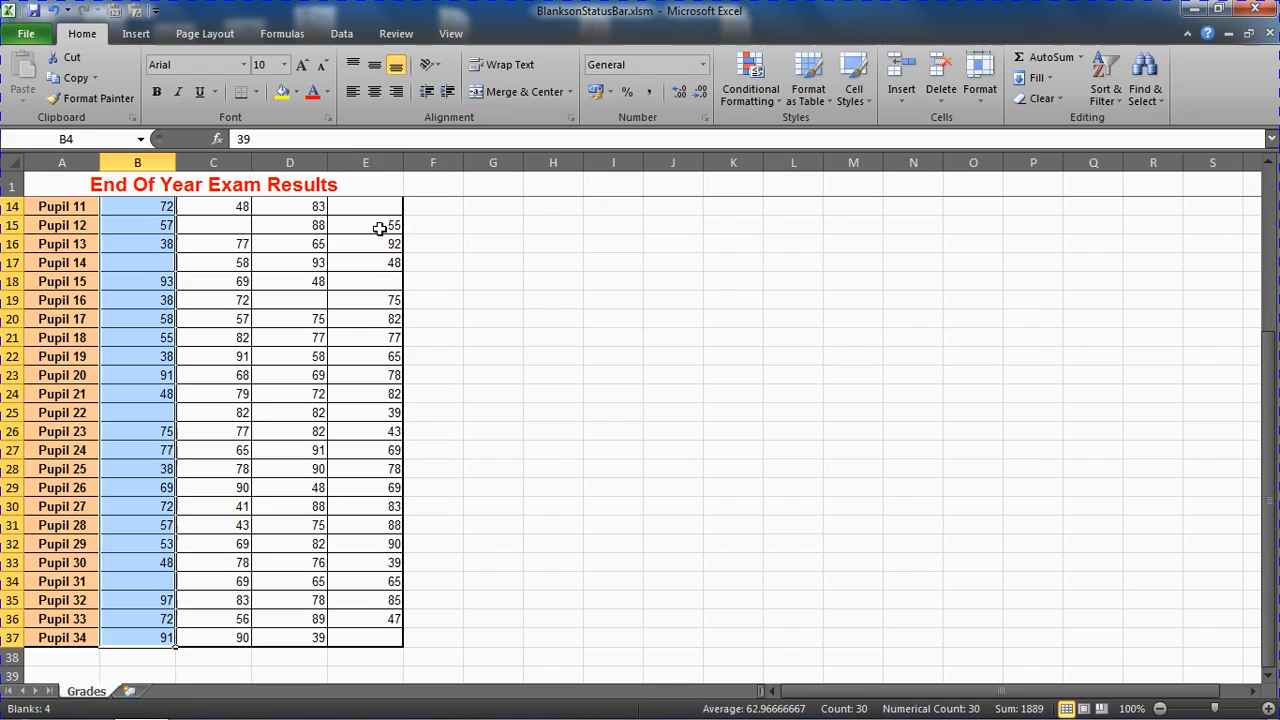 BlanksonStatusBar.xlsm - Microsoft Excel
File Home Insert Page Layout Formulas Data Review View
Paste Cut Copy Format Painter Clipboard
Arial 10 A A B I U A Font
Wrap Text Merge & Center Alignment
General % , Number
Conditional Formatting Format as Table Cell Styles Styles
Insert Delete Format Cells
Σ AutoSum Fill Clear Sort & Filter Find & Select Editing
B4 fx 39
A B C D E F G H I J K L M N O P Q R S
1 End Of Year Exam Results
14 Pupil 11 72 48 83
15 Pupil 12 57 88 55
16 Pupil 13 38 77 65 92
17 Pupil 14 58 93 48
18 Pupil 15 93 69 48
19 Pupil 16 38 72 75
20 Pupil 17 58 57 75 82
21 Pupil 18 55 82 77 77
22 Pupil 19 38 91 58 65
23 Pupil 20 91 68 69 78
24 Pupil 21 48 79 72 82
25 Pupil 22 82 82 39
26 Pupil 23 75 77 82 43
27 Pupil 24 77 65 91 69
28 Pupil 25 38 78 90 78
29 Pupil 26 69 90 48 69
30 Pupil 27 72 41 88 83
31 Pupil 28 57 43 75 88
32 Pupil 29 53 69 82 90
33 Pupil 30 48 78 76 39
34 Pupil 31 69 65 65
35 Pupil 32 97 83 78 85
36 Pupil 33 72 56 89 47
37 Pupil 34 91 90 39
38
39
Grades
Blanks: 4 Average: 62.96666667 Count: 30 Numerical Count: 30 Sum: 1889 100%